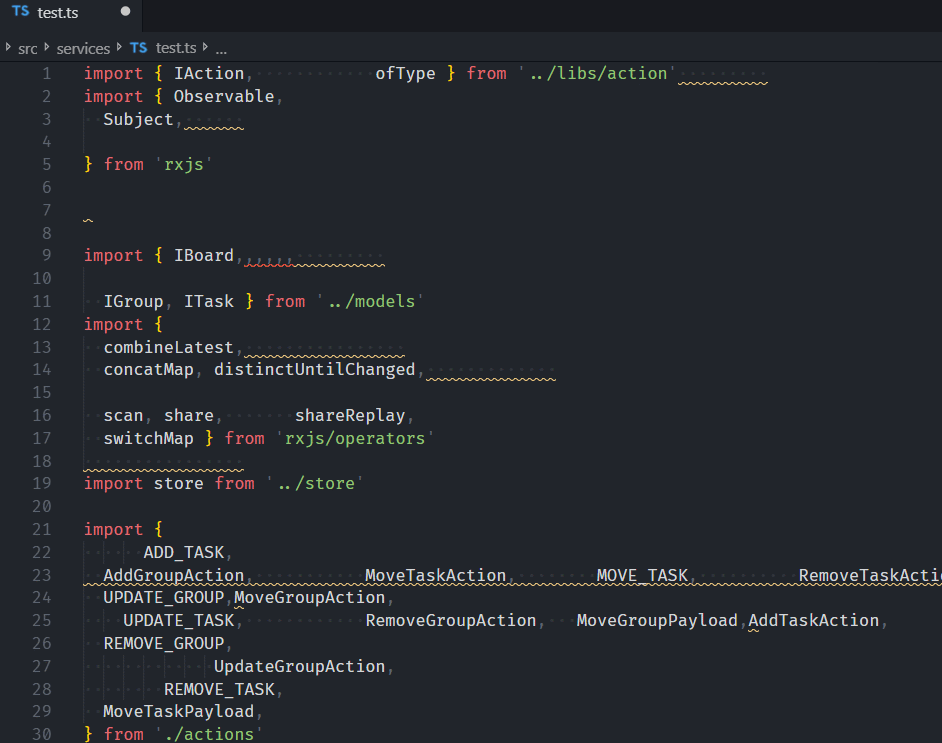 TS test.ts
src services TS test.ts ...
1 import { IAction, ofType } from '../libs/action'
2 import { Observable,
3 Subject,
4
5 } from 'rxjs'
6
7
8
9 import { IBoard,,,,,,
10
11 IGroup, ITask } from '../models'
12 import {
13 combineLatest,
14 concatMap, distinctUntilChanged,
15
16 scan, share, shareReplay,
17 switchMap } from 'rxjs/operators'
18
19 import store from '../store'
20
21 import {
22 ADD_TASK,
23 AddGroupAction, MoveTaskAction, MOVE_TASK, RemoveTaskActi
24 UPDATE_GROUP,MoveGroupAction,
25 UPDATE_TASK, RemoveGroupAction, MoveGroupPayload,AddTaskAction,
26 REMOVE_GROUP,
27 UpdateGroupAction,
28 REMOVE_TASK,
29 MoveTaskPayload,
30 } from './actions'